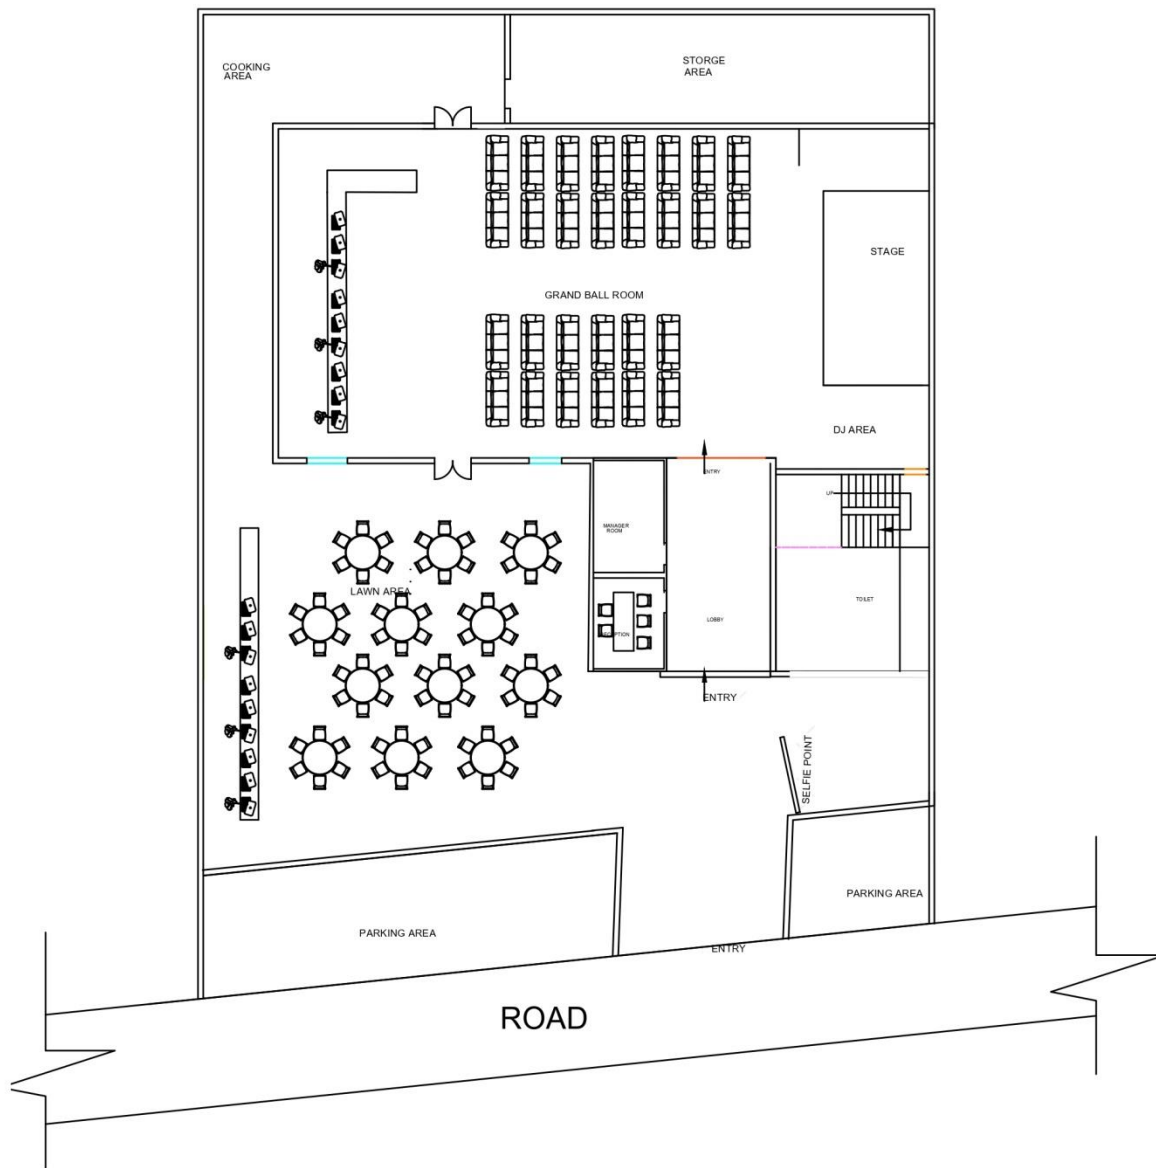 COOKING
AREA
STORGE
AREA
STAGE
GRAND BALL ROOM
DJ AREA
ENTRY
UP
MANAGER
ROOM
LAWN AREA
TOILET
LOBBY
ENTRY
SELFIE POINT
PARKING AREA
PARKING AREA
ENTRY
ROAD